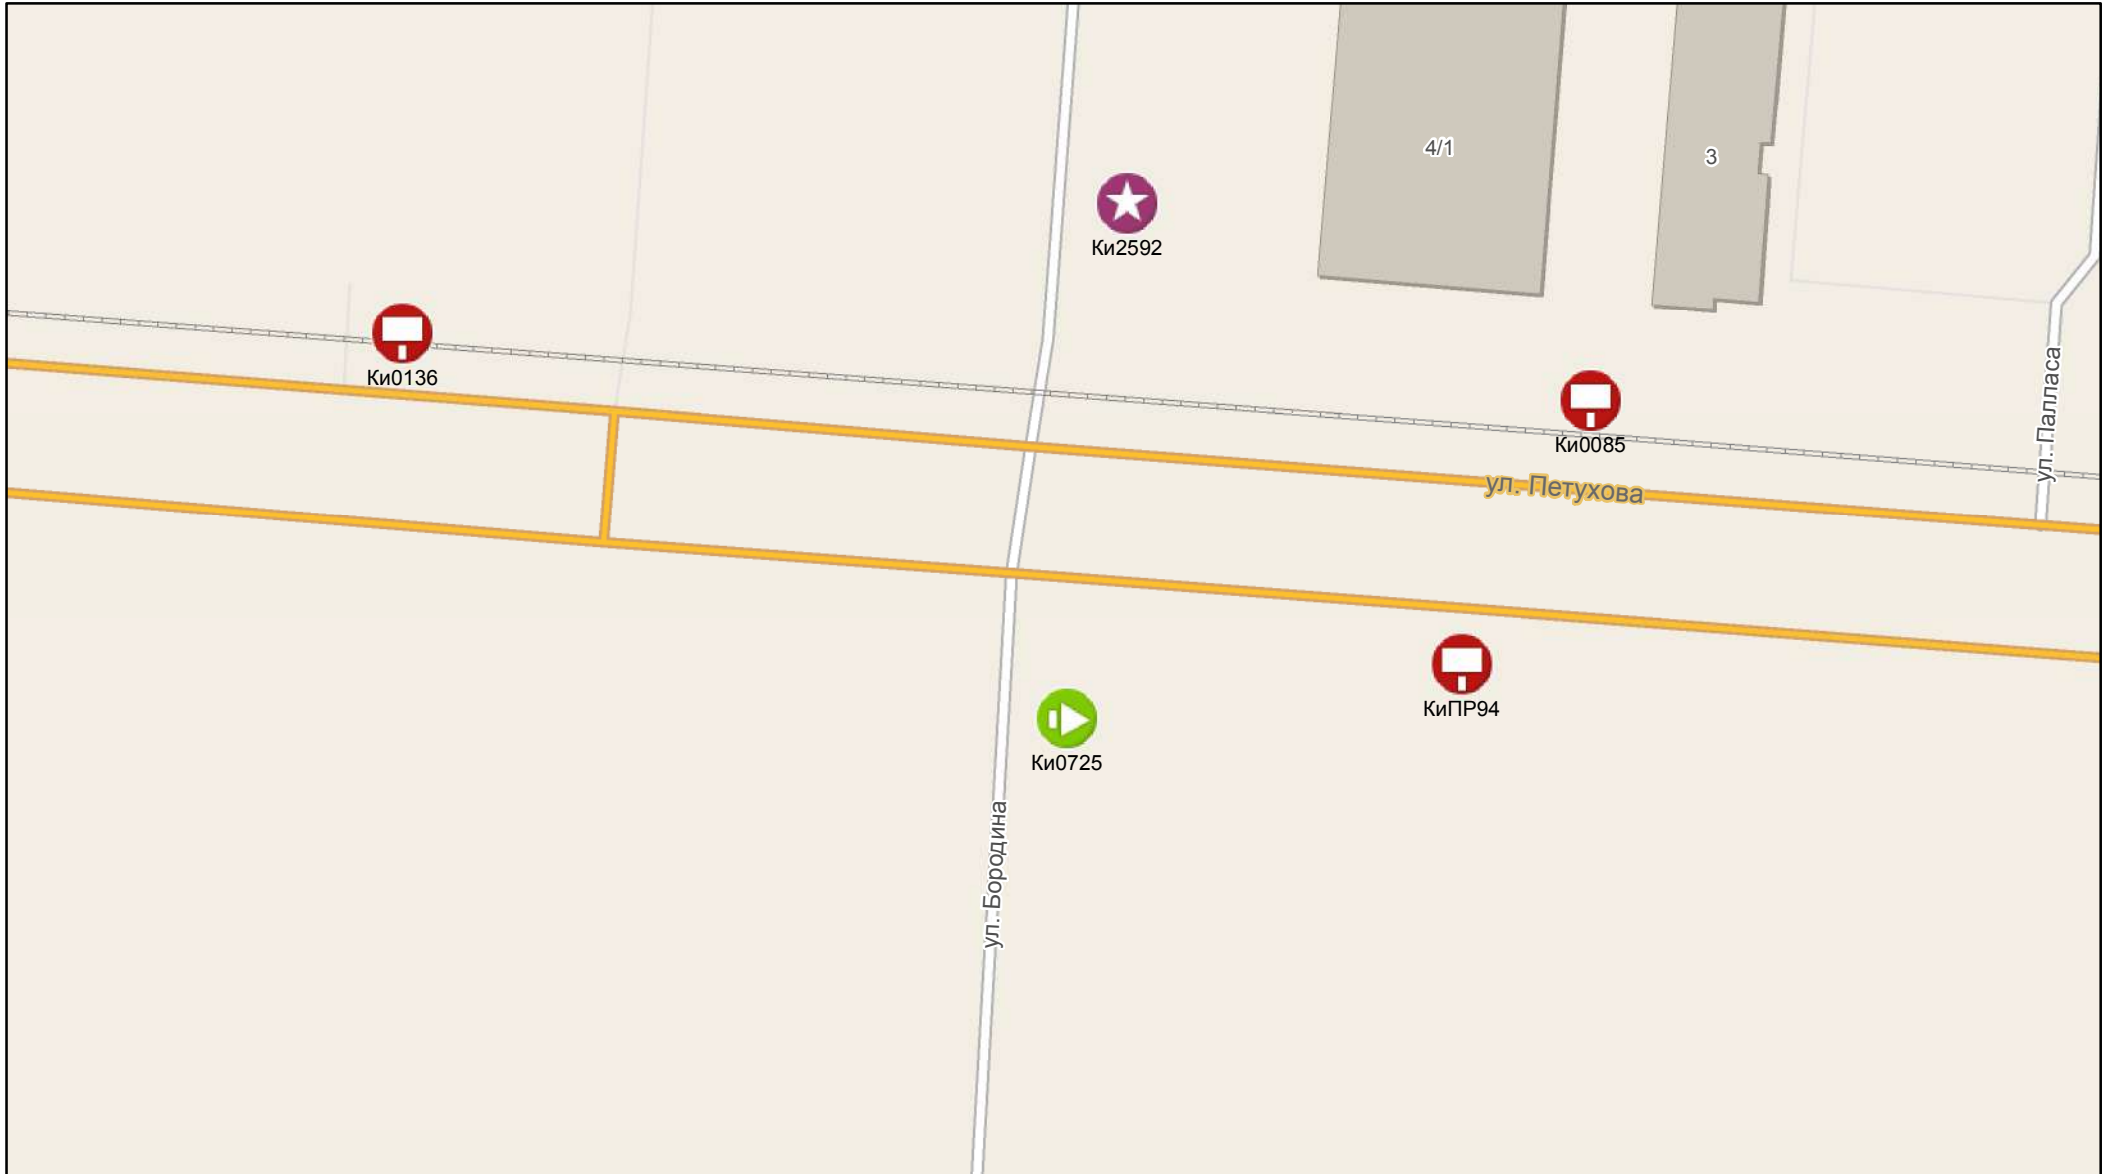 4/1
3
Ки2592
Ки0136
ул. Палласа
Ки0085
ул. Петухова
КиПР94
Ки0725
ул. Бородина